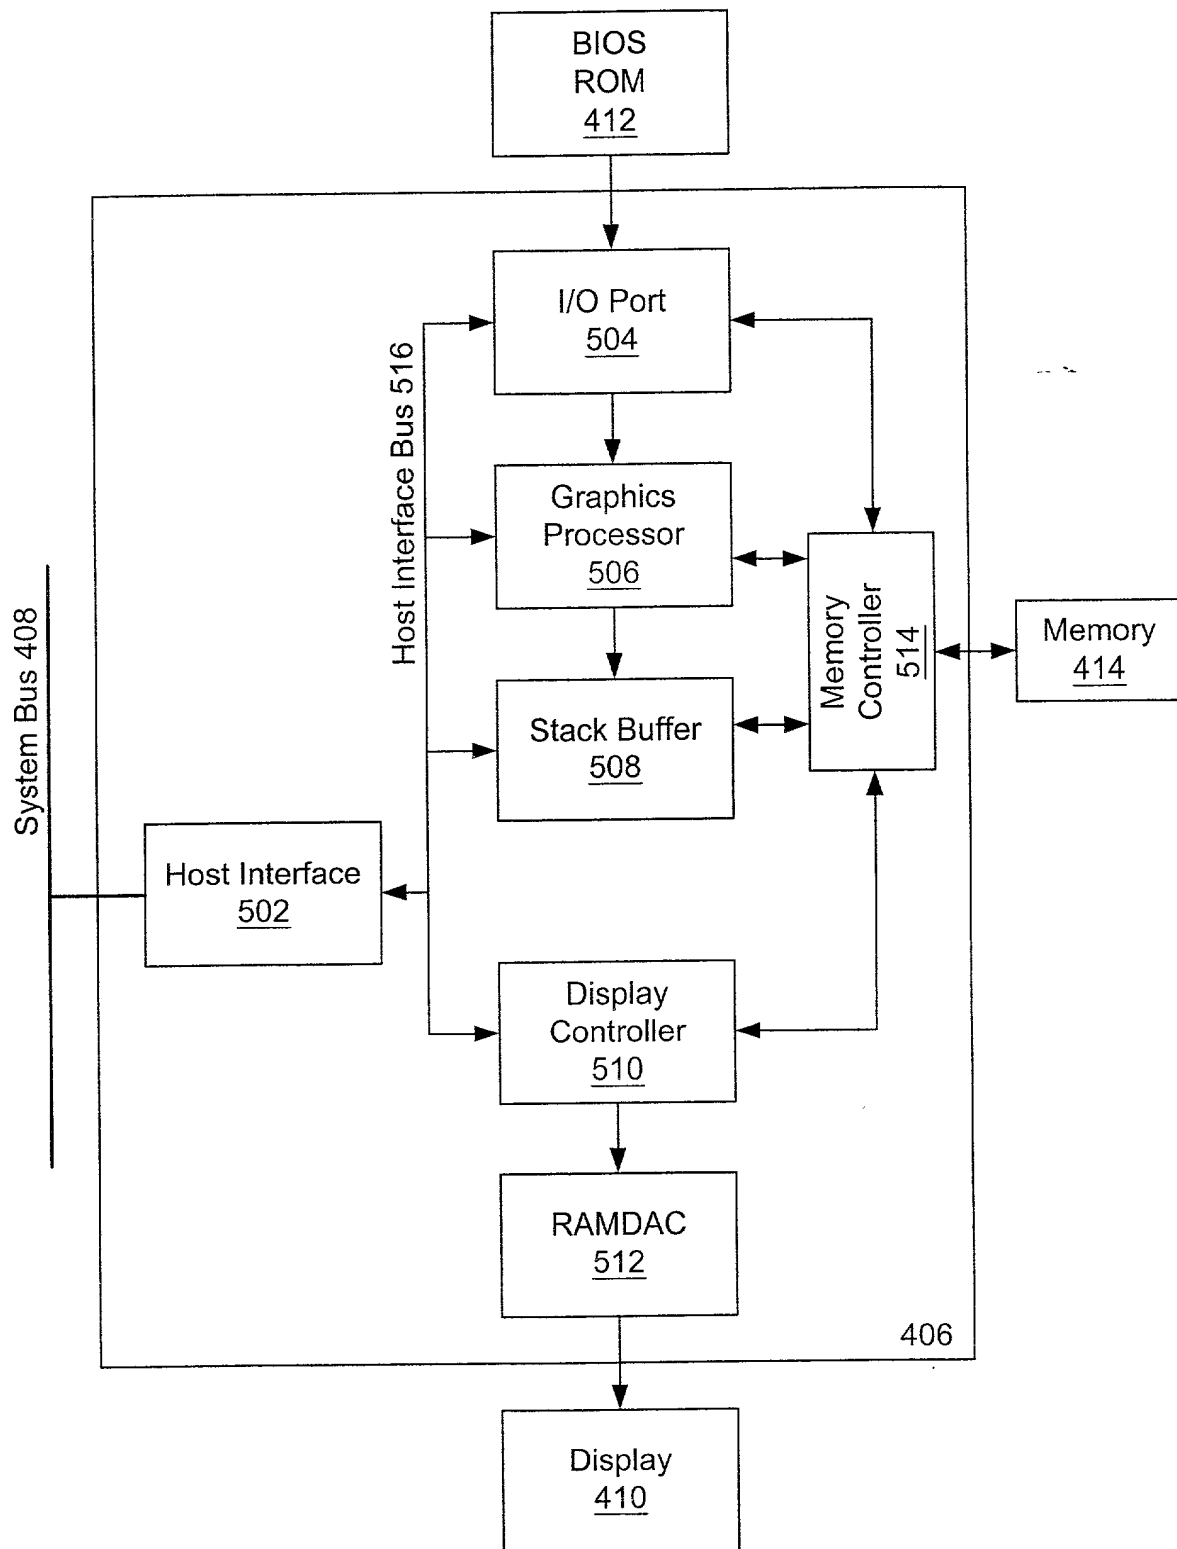 BIOS
ROM
412
I/O Port
504
Host Interface Bus 516
Graphics
Processor
506
Memory
Controller
514
Memory
414
System Bus 408
Stack Buffer
508
Host Interface
502
Display
Controller
510
RAMDAC
512
406
Display
410